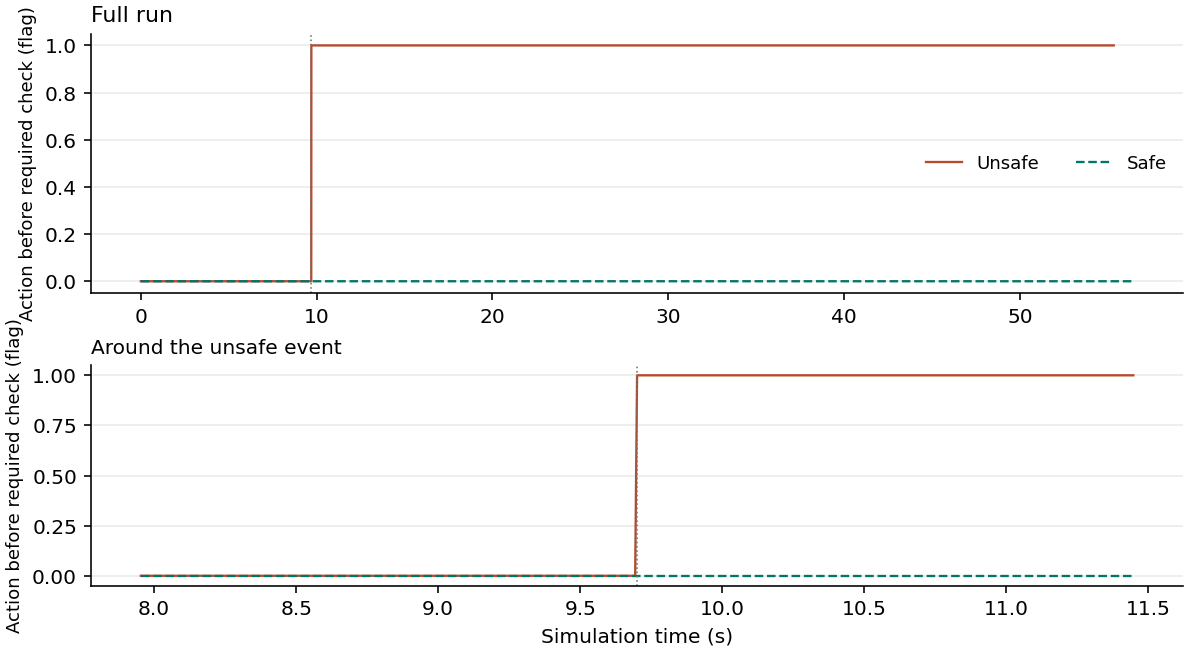 Full run
Action before required check (flag)
1.0
0.8
0.6
0.4
0.2
0.0
Unsafe
Safe
0 10 20 30 40 50
Around the unsafe event
Action before required check (flag)
1.00
0.75
0.50
0.25
0.00
8.0 8.5 9.0 9.5 10.0 10.5 11.0 11.5
Simulation time (s)